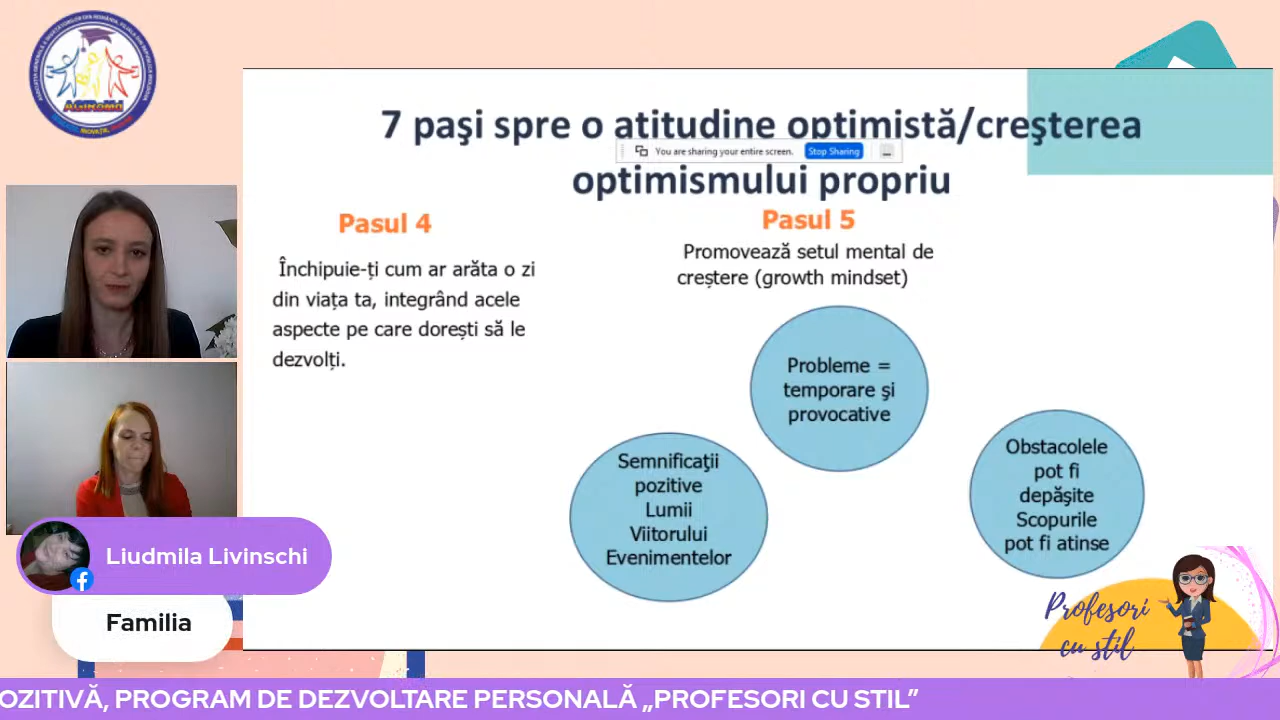 7 paşi spre o atitudine optimistă/creşterea
optimismului propriu
You are sharing your entire screen.
Stop Sharing
Pasul 4
Închipuie-ți cum ar arăta o zi
din viața ta, integrând acele
aspecte pe care dorești să le
dezvolți.
Pasul 5
Promovează setul mental de
creștere (growth mindset)
Probleme =
temporare şi
provocative
Semnificaţii
pozitive
Lumii
Viitorului
Evenimentelor
Obstacolele
pot fi
depăşite
Scopurile
pot fi atinse
Profesori
cu stil
Liudmila Livinschi
Familia
OZITIVĂ, PROGRAM DE DEZVOLTARE PERSONALĂ „PROFESORI CU STIL”